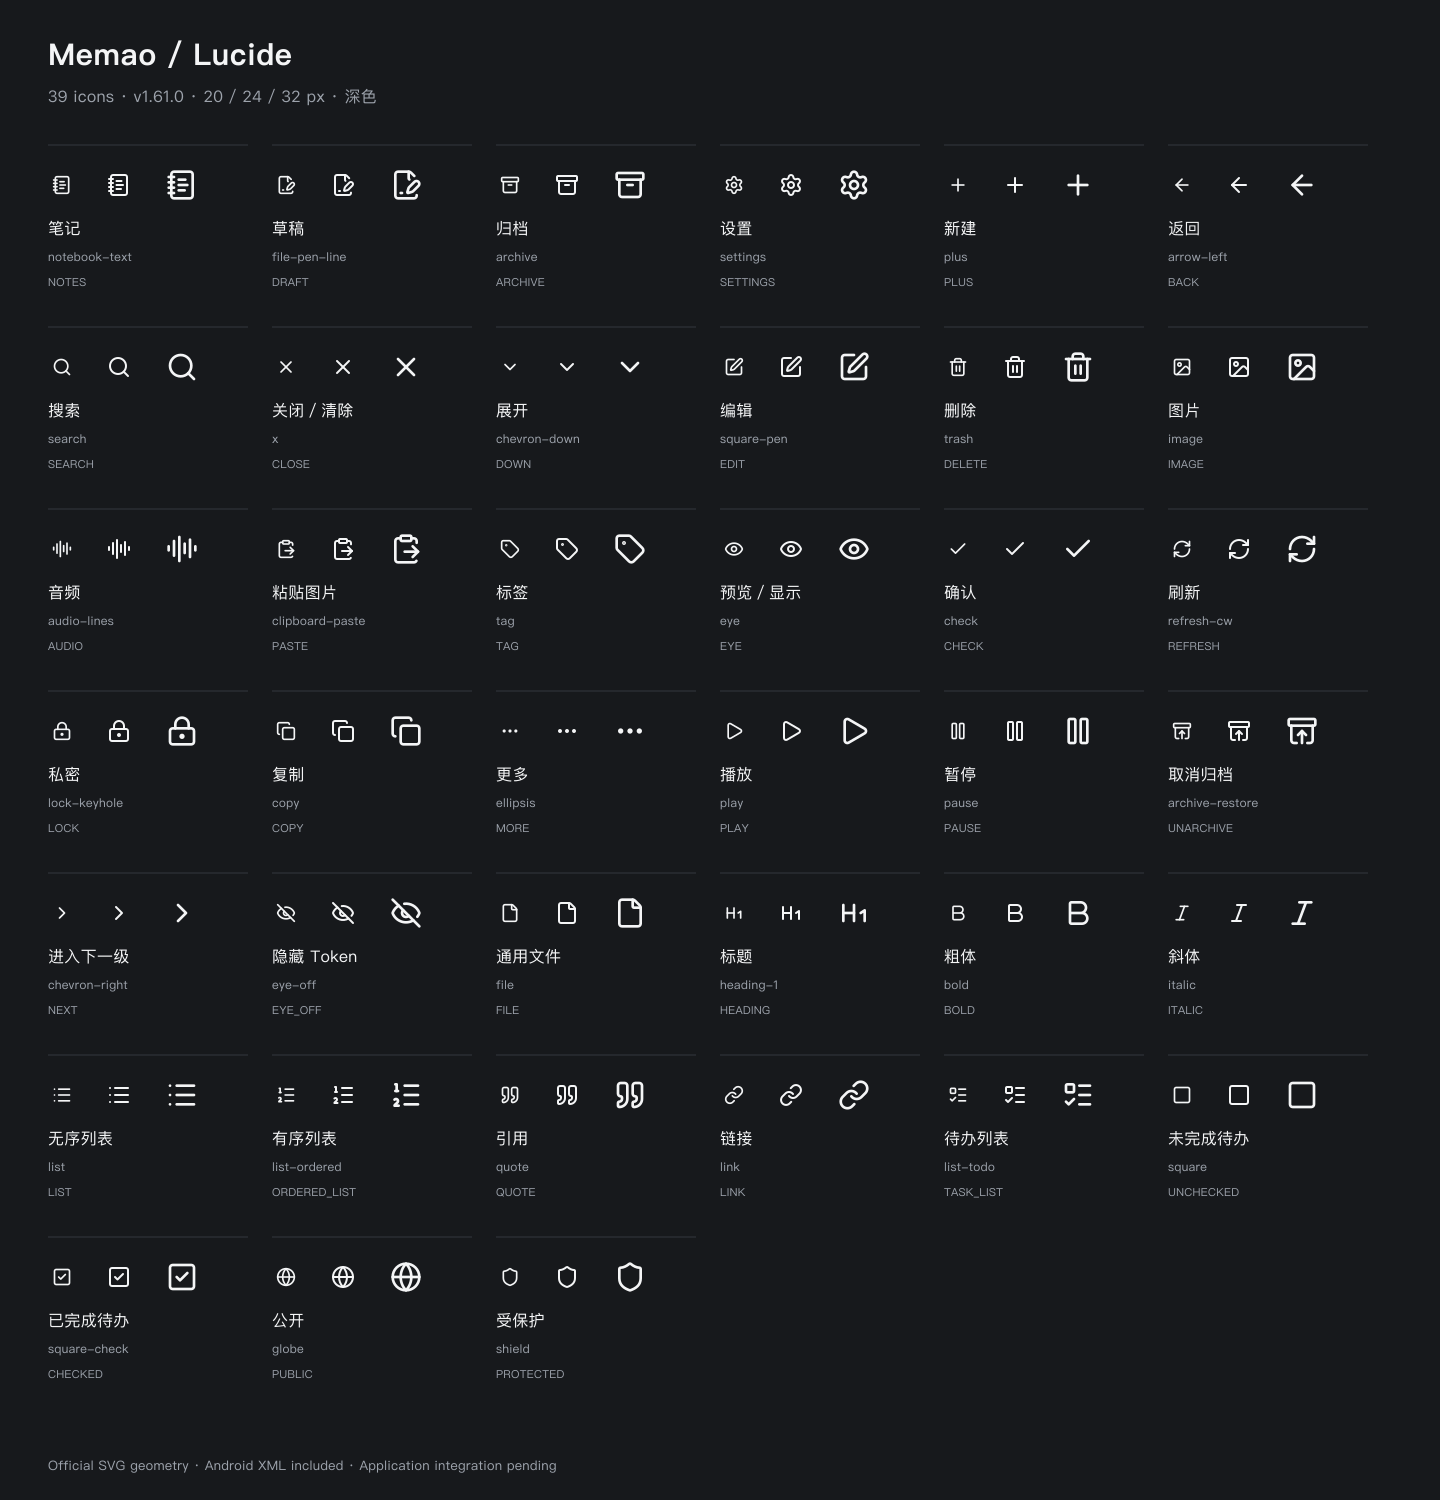 Memao / Lucide
39 icons · v1.61.0 · 20 / 24 / 32 px · 深色
笔记
notebook-text
NOTES
草稿
file-pen-line
DRAFT
归档
archive
ARCHIVE
设置
settings
SETTINGS
新建
plus
PLUS
返回
arrow-left
BACK
搜索
search
SEARCH
关闭 / 清除
x
CLOSE
展开
chevron-down
DOWN
编辑
square-pen
EDIT
删除
trash
DELETE
图片
image
IMAGE
音频
audio-lines
AUDIO
粘贴图片
clipboard-paste
PASTE
标签
tag
TAG
预览 / 显示
eye
EYE
确认
check
CHECK
刷新
refresh-cw
REFRESH
私密
lock-keyhole
LOCK
复制
copy
COPY
更多
ellipsis
MORE
播放
play
PLAY
暂停
pause
PAUSE
取消归档
archive-restore
UNARCHIVE
进入下一级
chevron-right
NEXT
隐藏 Token
eye-off
EYE_OFF
通用文件
file
FILE
H1
标题
heading-1
HEADING
B
粗体
bold
BOLD
I
斜体
italic
ITALIC
无序列表
list
LIST
有序列表
list-ordered
ORDERED_LIST
引用
quote
QUOTE
链接
link
LINK
待办列表
list-todo
TASK_LIST
未完成待办
square
UNCHECKED
已完成待办
square-check
CHECKED
公开
globe
PUBLIC
受保护
shield
PROTECTED
Official SVG geometry · Android XML included · Application integration pending